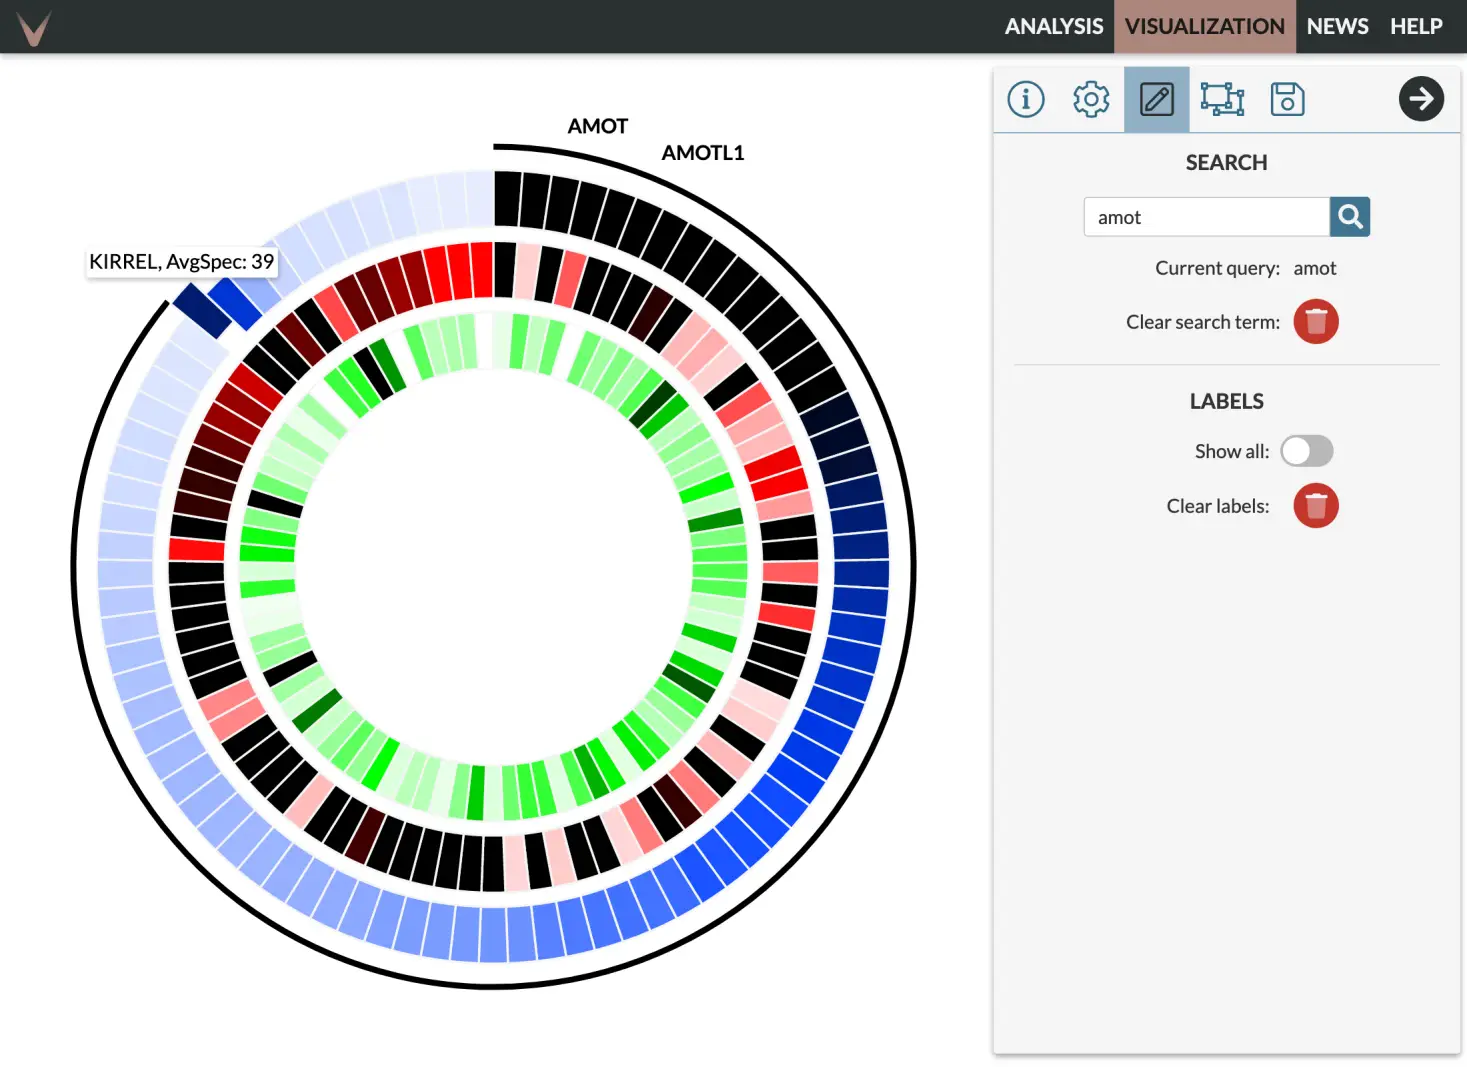 ANALYSIS VISUALIZATION NEWS HELP
AMOT
AMOTL1
KIRREL, AvgSpec: 39
SEARCH
amot
Current query: amot
Clear search term:
LABELS
Show all:
Clear labels: